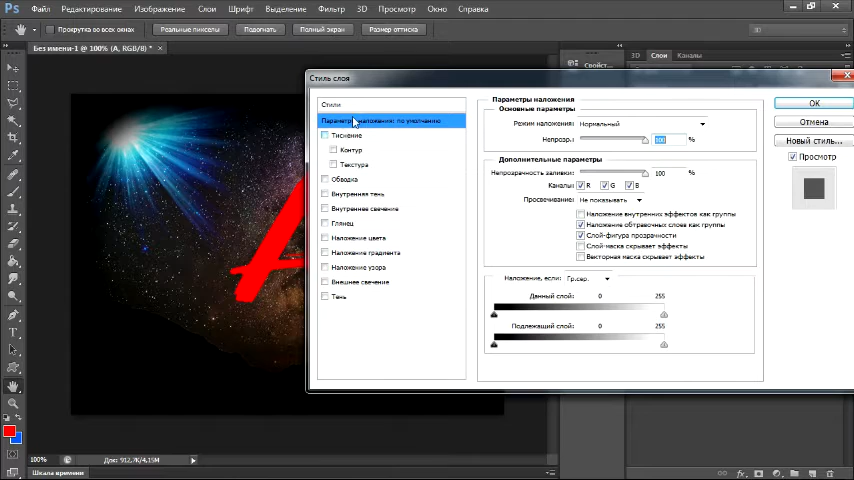 Ps Файл Редактирование Изображение Слои Шрифт Выделение Фильтр 3D Просмотр Окно Справка
Прокрутка во всех окнах Реальные пикселы Подогнать Полный экран Размер оттиска 3D
Без имени-1 @ 100% (A, RGB/8) * × 3D Слои Каналы
Свойст...
Стиль слоя
Стили
Параметры наложения: по умолчанию
Тиснение
Контур
Текстура
Обводка
Внутренняя тень
Внутреннее свечение
Глянец
Наложение цвета
Наложение градиента
Наложение узора
Внешнее свечение
Тень
Параметры наложения
Основные параметры
Режим наложения: Нормальный
Непрозр.: 100 %
Дополнительные параметры
Непрозрачность заливки: 100 %
Каналы: R G B
Просвечивание: Не показывать
Наложение внутренних эффектов как группы
Наложение обтравочных слоев как группы
Слой-фигура прозрачности
Слой-маска скрывает эффекты
Векторная маска скрывает эффекты
Наложение, если: Гр.сер.
Данный слой: 0 255
Подлежащий слой: 0 255
OK
Отмена
Новый стиль...
Просмотр
A
100% Док: 912,7K/4,15M
Шкала времени
fx